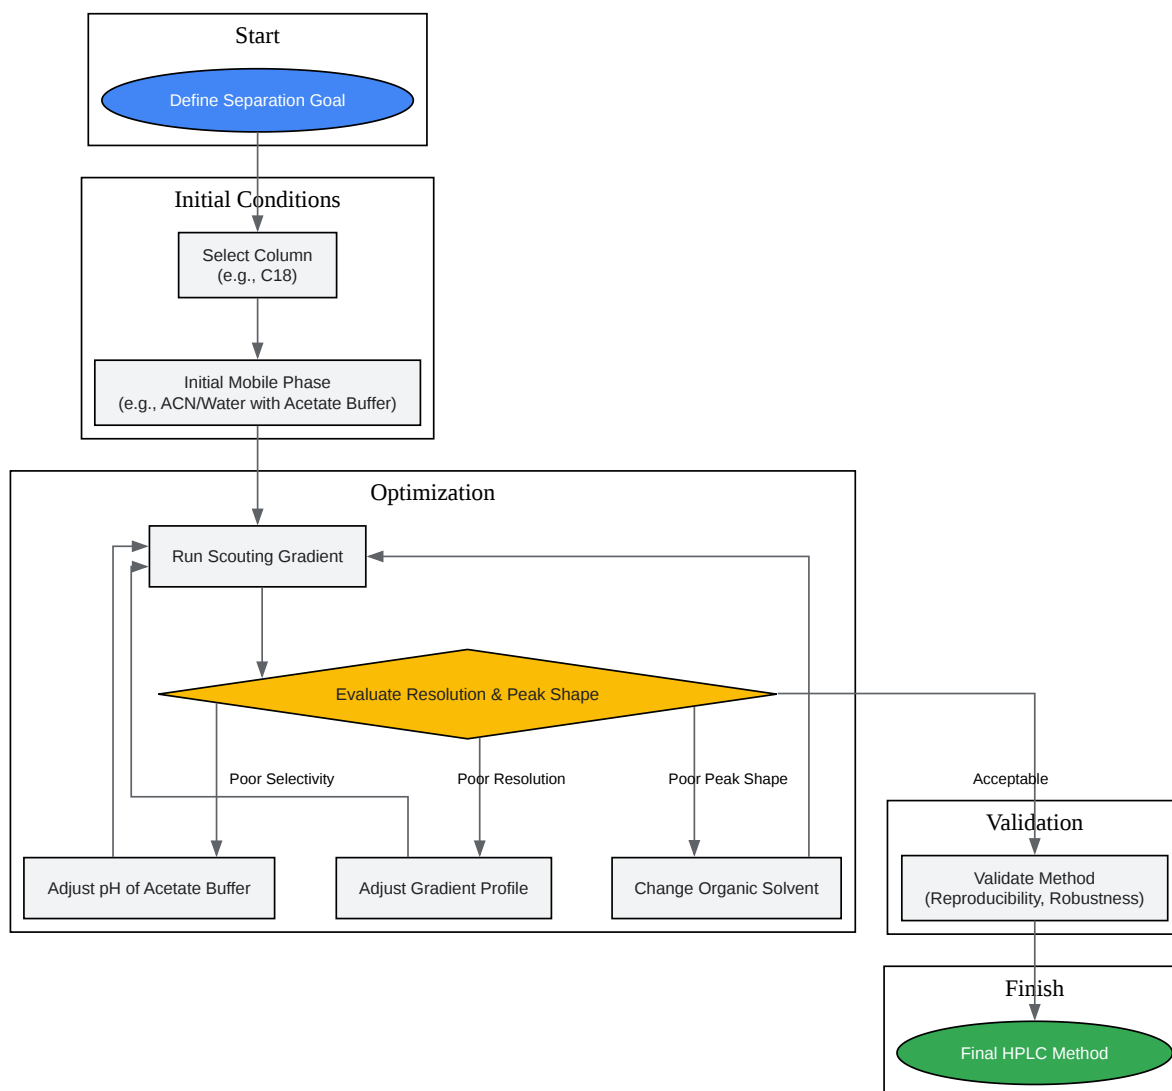 Start
Define Separation Goal
Initial Conditions
Select Column
(e.g., C18)
Initial Mobile Phase
(e.g., ACN/Water with Acetate Buffer)
Optimization
Run Scouting Gradient
Evaluate Resolution & Peak Shape
Poor Selectivity
Poor Resolution
Poor Peak Shape
Acceptable
Adjust pH of Acetate Buffer
Adjust Gradient Profile
Change Organic Solvent
Validation
Validate Method
(Reproducibility, Robustness)
Finish
Final HPLC Method